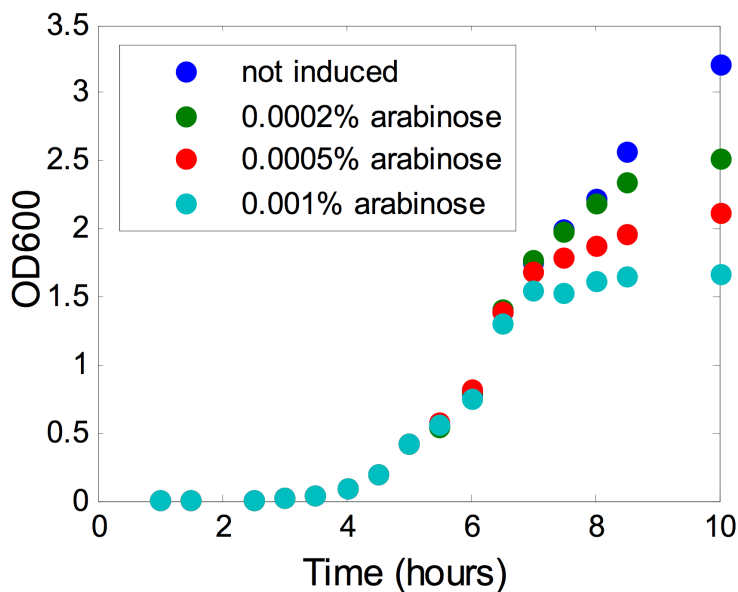 3.5
3
2.5
2
1.5
1
0.5
0
OD600
not induced
0.0002% arabinose
0.0005% arabinose
0.001% arabinose
0 2 4 6 8 10
Time (hours)